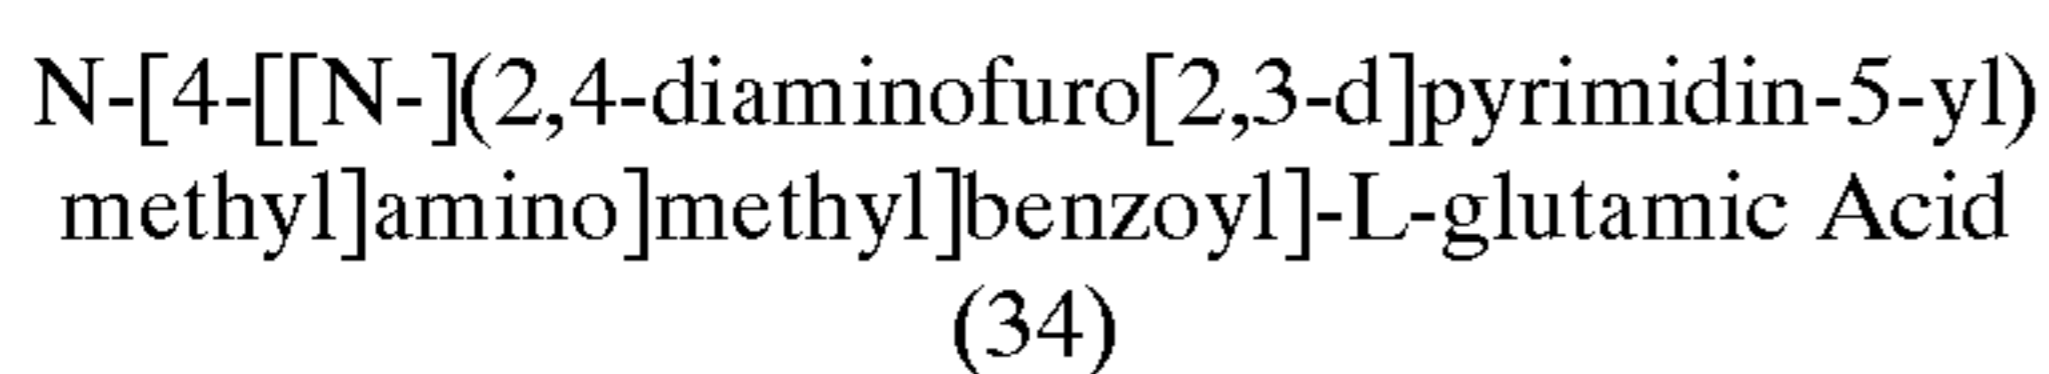 N-[4-[[N-](2,4-diaminofuro[2,3-d]pyrimidin-5-yl)
methyl]amino]methyl]benzoyl]-L-glutamic Acid
(34)